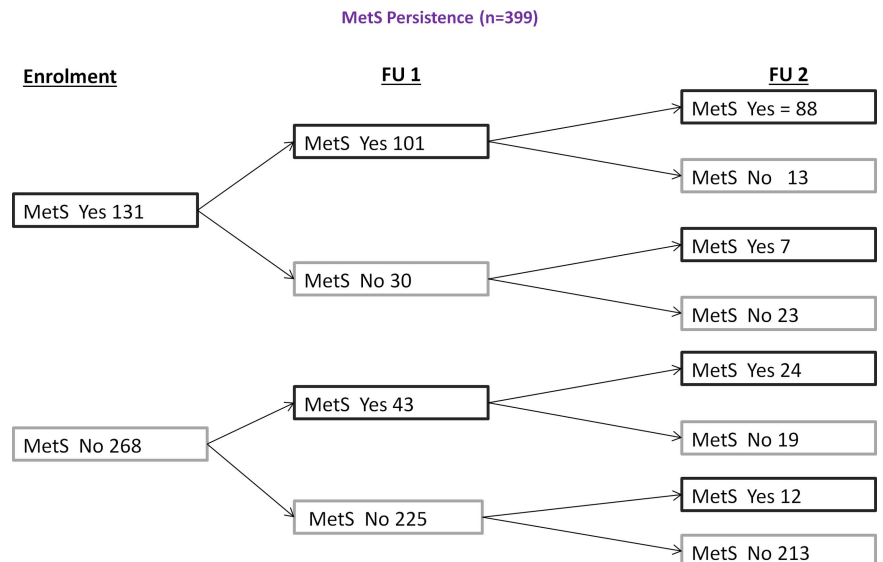 MetS Persistence (n=399)
Enrolment
FU 1
FU 2
MetS Yes 131
MetS No 268
MetS Yes 101
MetS No 30
MetS Yes 43
MetS No 225
MetS Yes = 88
MetS No 13
MetS Yes 7
MetS No 23
MetS Yes 24
MetS No 19
MetS Yes 12
MetS No 213